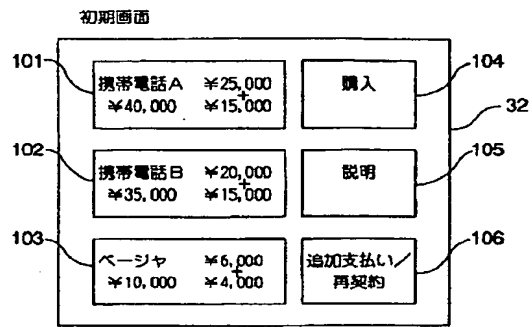 初期画面
101
携帯電話A ¥25,000
+
¥40,000 ¥15,000
購入
104
32
102
携帯電話B ¥20,000
+
¥35,000 ¥15,000
説明
105
103
ページャ ¥6,000
+
¥10,000 ¥4,000
追加支払い/
再契約
106